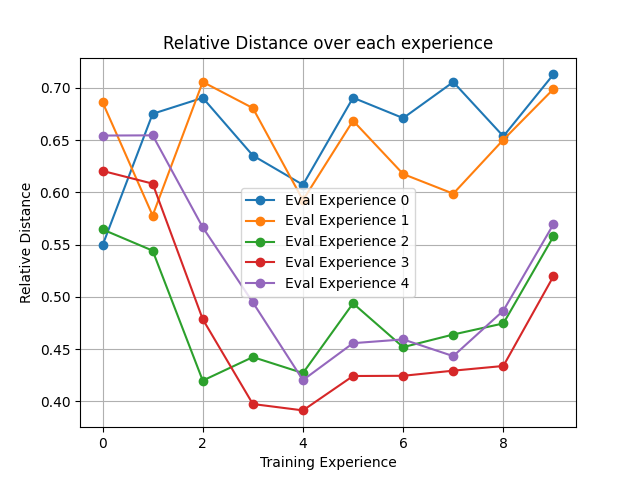 Relative Distance over each experience
Relative Distance
0.70
0.65
0.60
0.55
0.50
0.45
0.40
Eval Experience 0
Eval Experience 1
Eval Experience 2
Eval Experience 3
Eval Experience 4
0 2 4 6 8
Training Experience